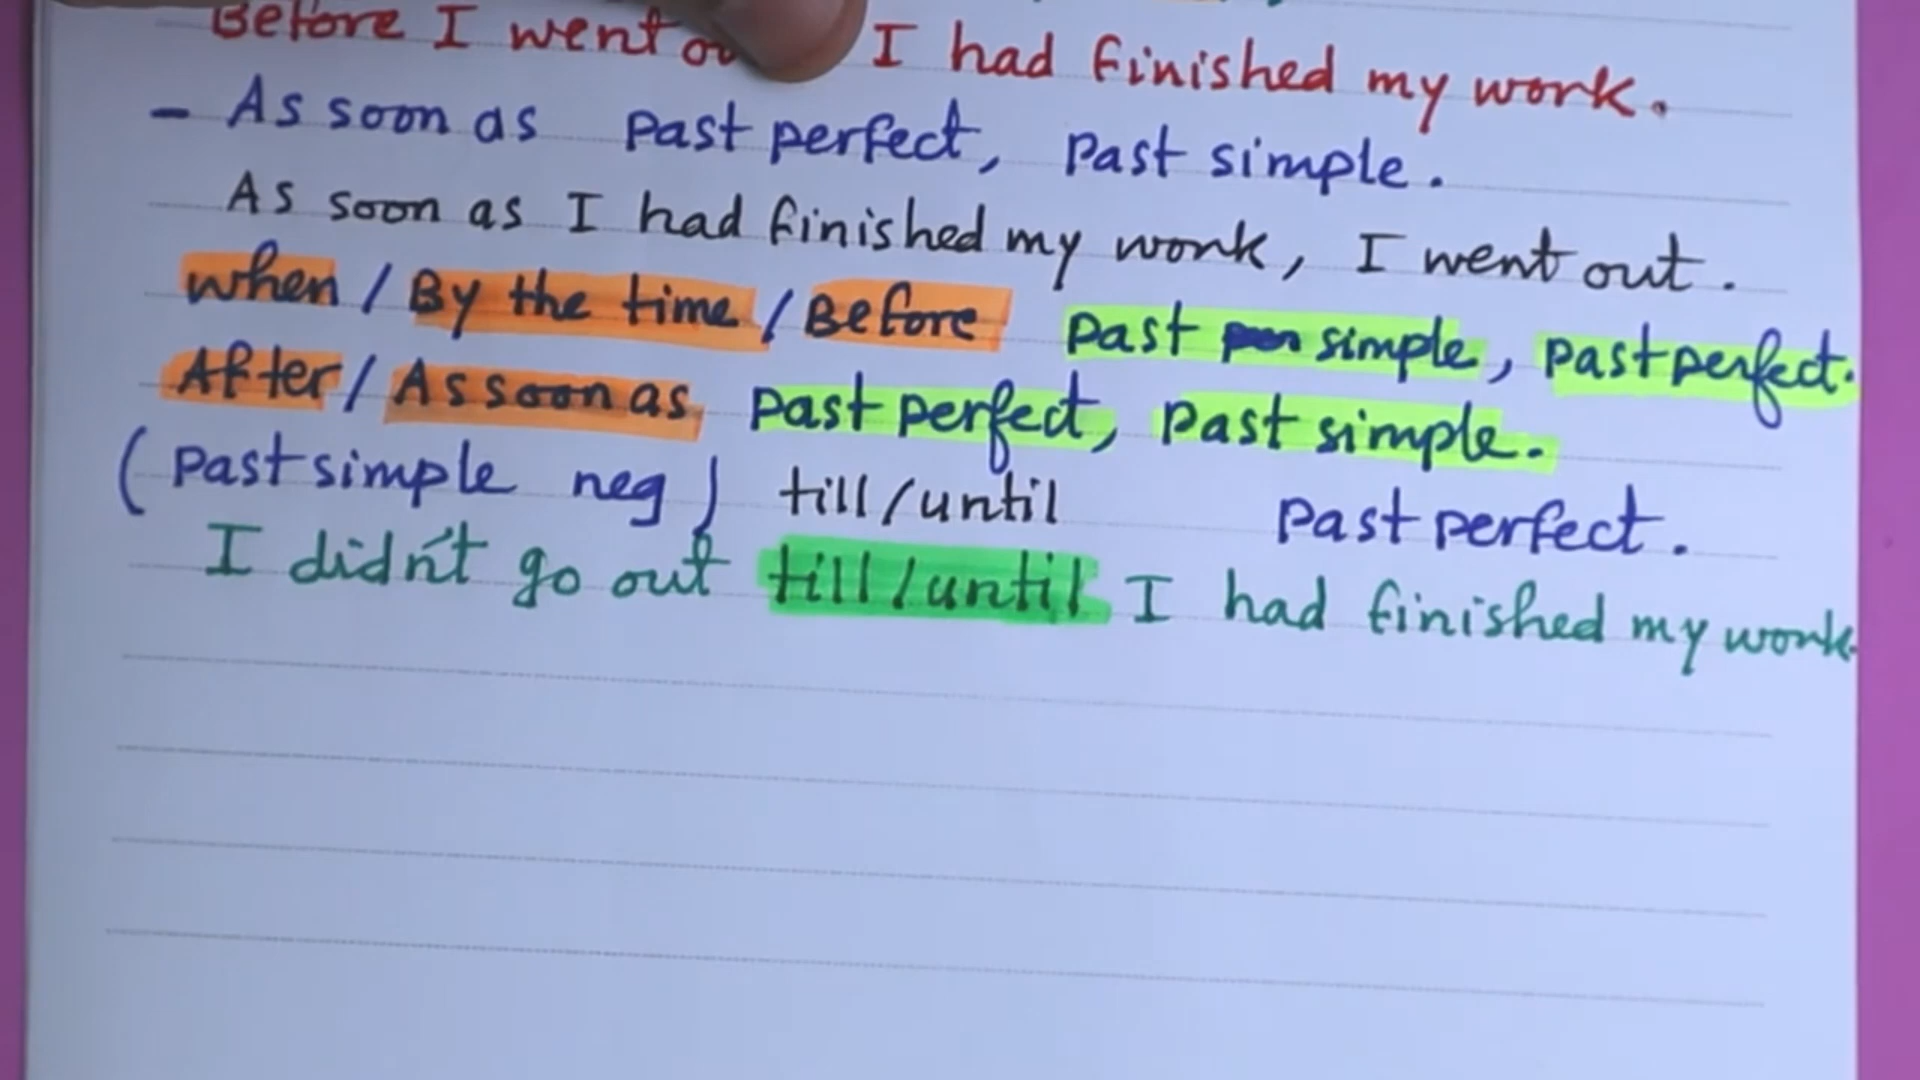 Before I went I had finished my work.
- As soon as past perfect, past simple.
As soon as I had finished my work, I went out.
when / By the time / Before past simple, past perfect.
After / As soon as past perfect, past simple.
(past simple neg) till/until past perfect.
I didn't go out till/until I had finished my work.